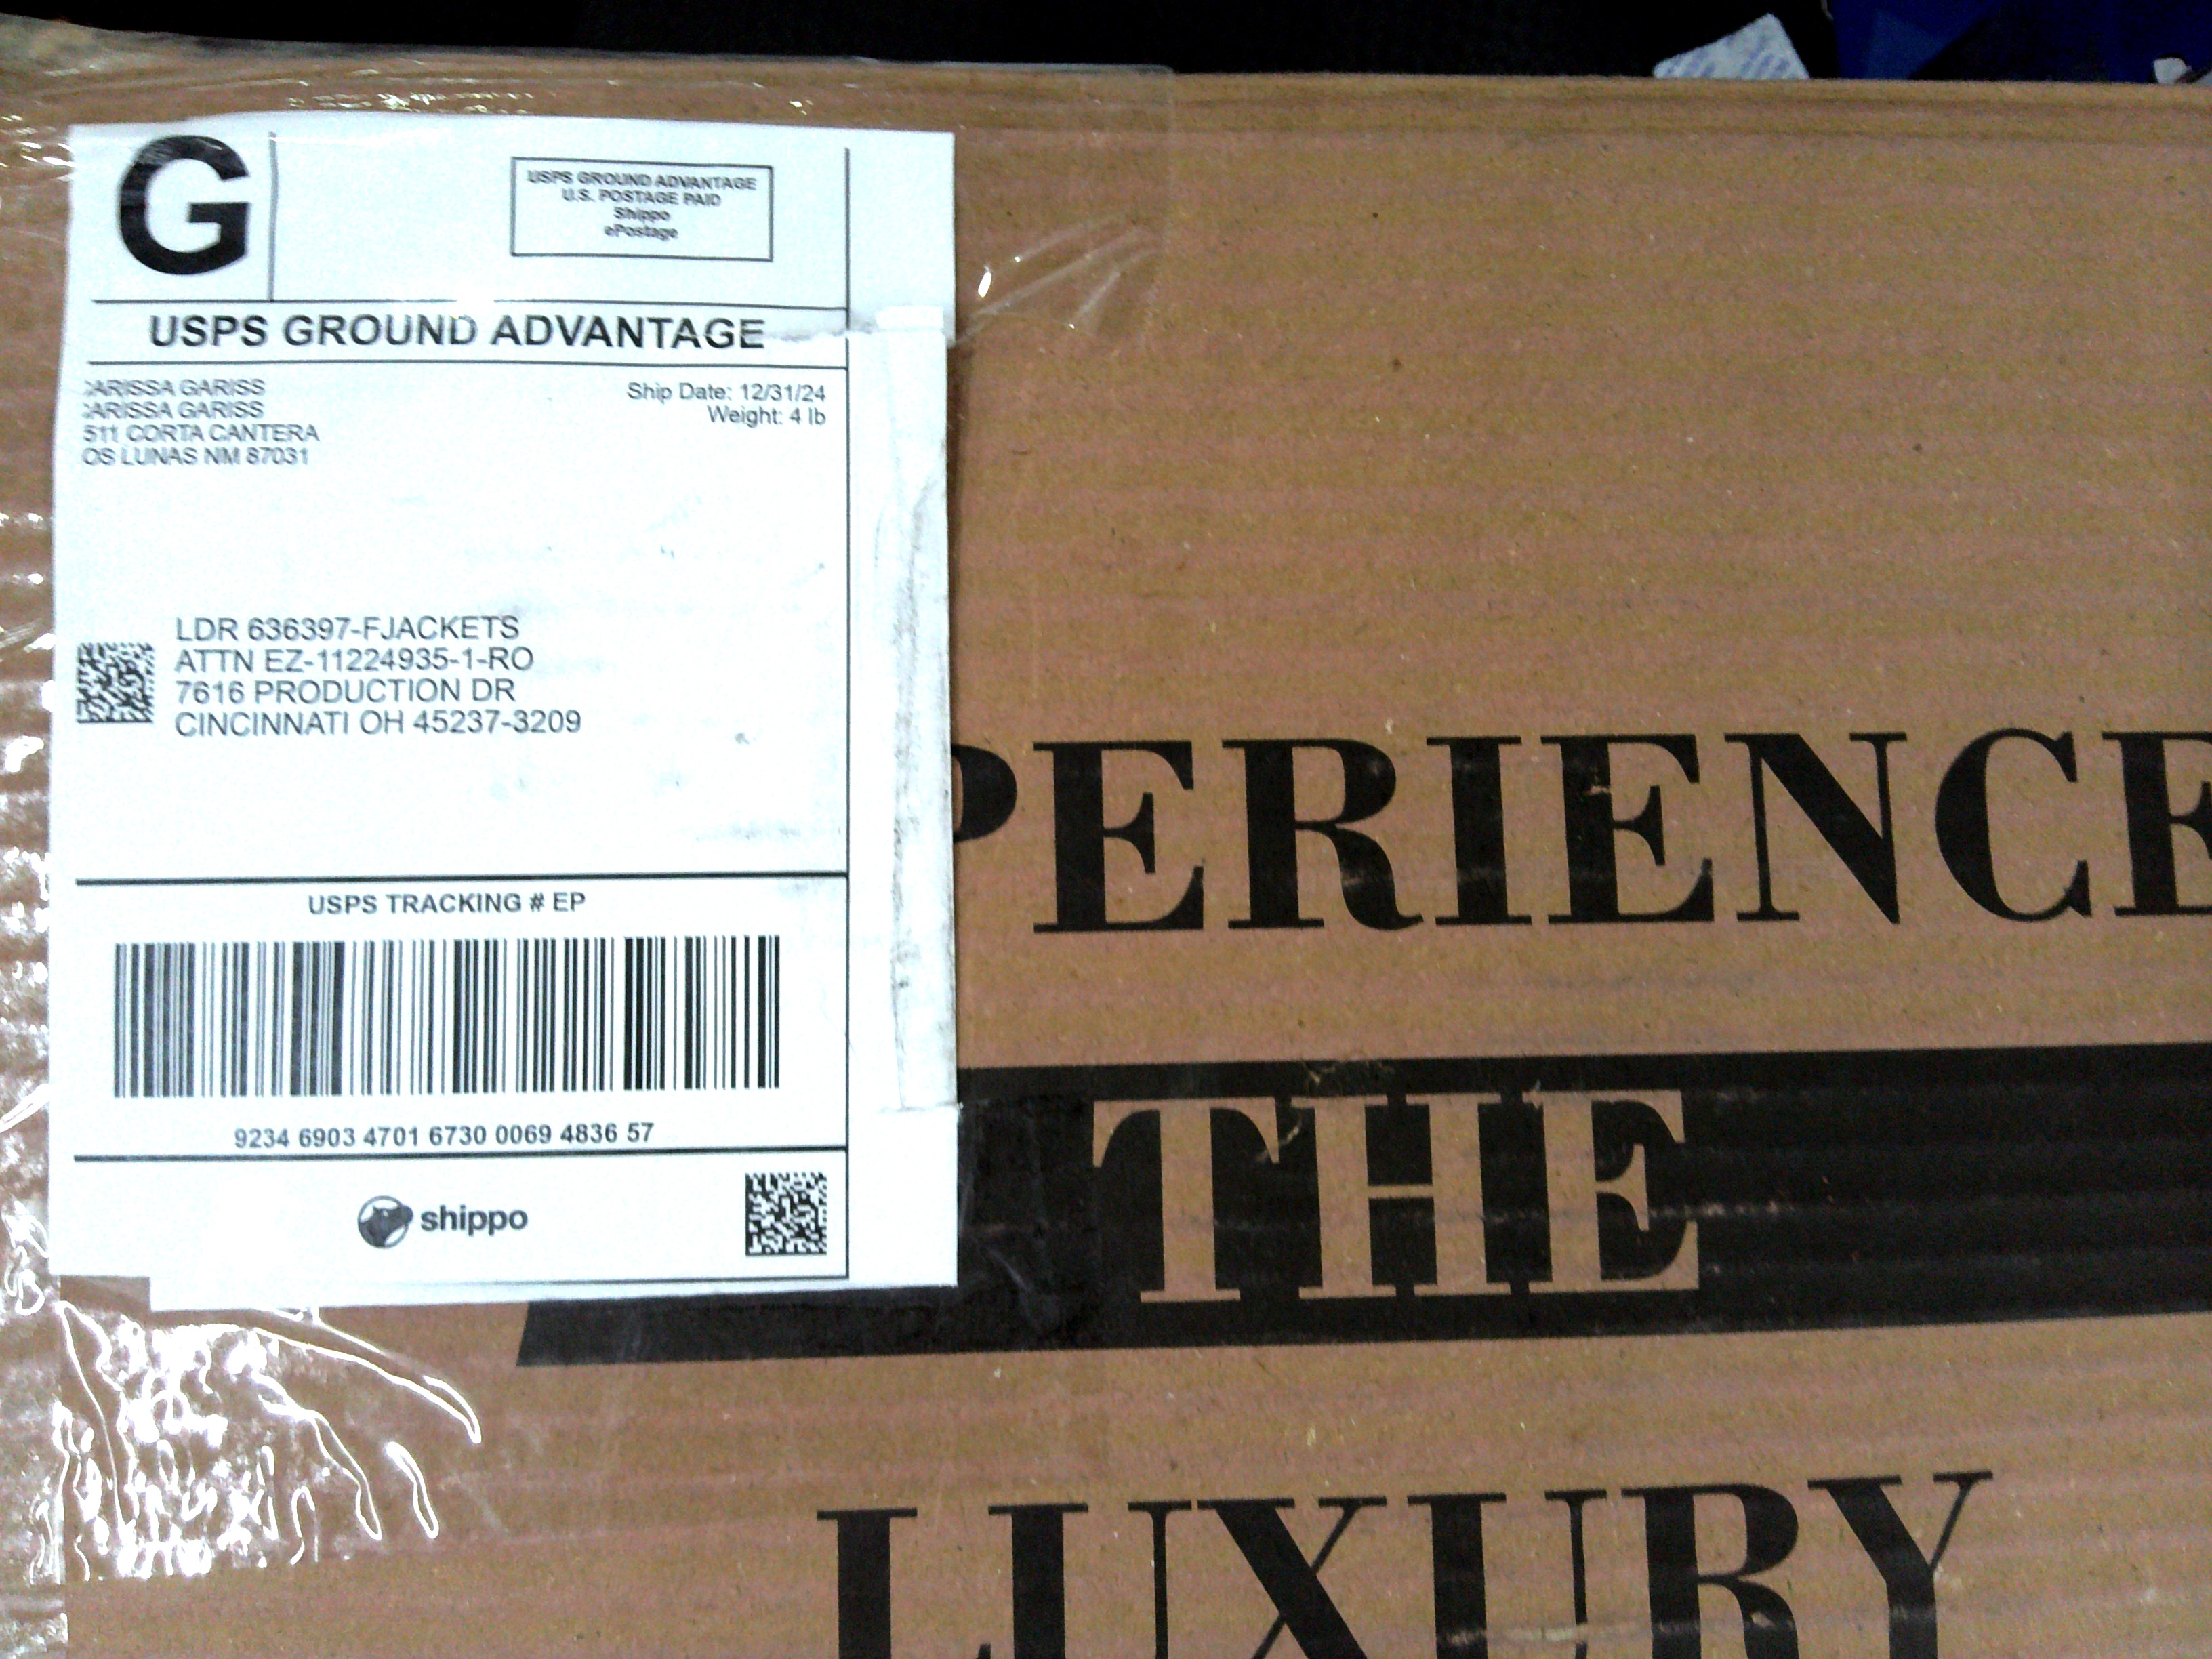 G
USPS GROUND ADVANTAGE
U.S. POSTAGE PAID
Shippo
ePostage
USPS GROUND ADVANTAGE
ARISSA GARISS
ARISSA GARISS
511 CORTA CANTERA
OS LUNAS NM 87031
Ship Date: 12/31/24
Weight: 4 lb
LDR 636397-FJACKETS
ATTN EZ-11224935-1-RO
7616 PRODUCTION DR
CINCINNATI OH 45237-3209
USPS TRACKING # EP
9234 6903 4701 6730 0069 4836 57
shippo
PERIENCE
THE
LUXURY